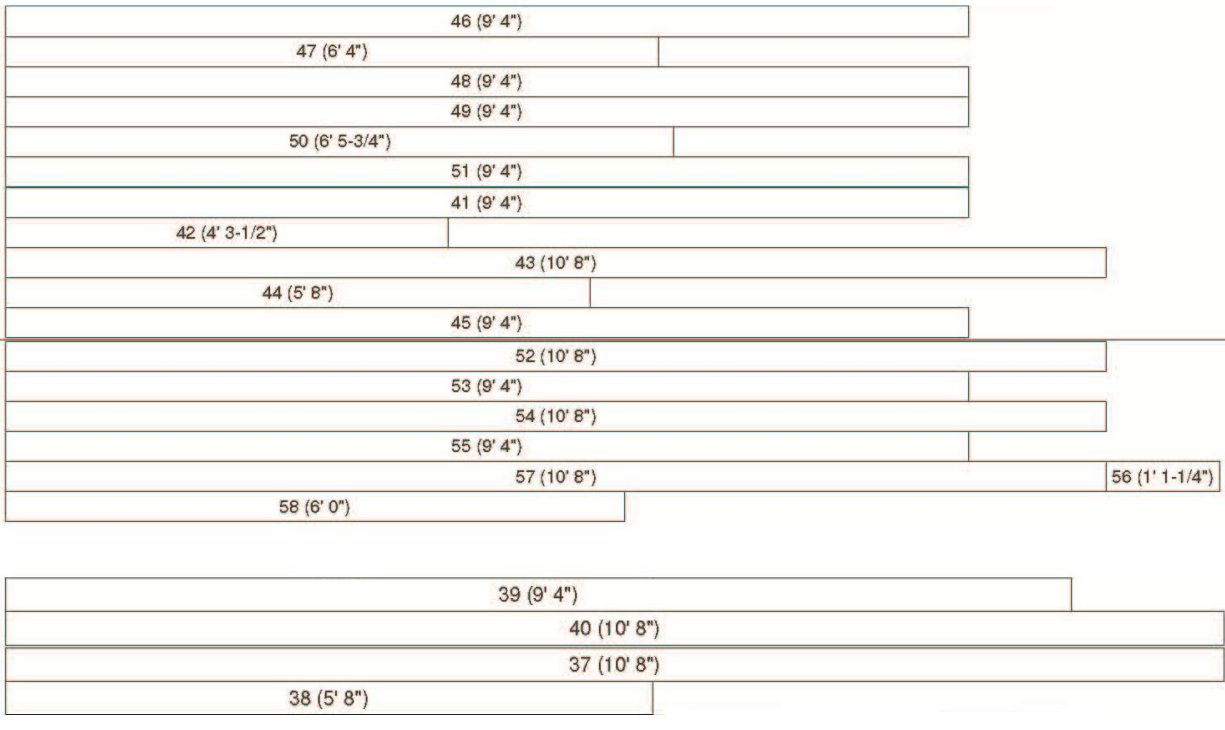 46 (9' 4")
47 (6' 4")
48 (9' 4")
49 (9' 4")
50 (6' 5-3/4")
51 (9' 4")
41 (9' 4")
42 (4' 3-1/2")
43 (10' 8")
44 (5' 8")
45 (9' 4")
52 (10' 8")
53 (9' 4")
54 (10' 8")
55 (9' 4")
57 (10' 8") 56 (1' 1-1/4")
58 (6' 0")
39 (9' 4")
40 (10' 8")
37 (10' 8")
38 (5' 8")